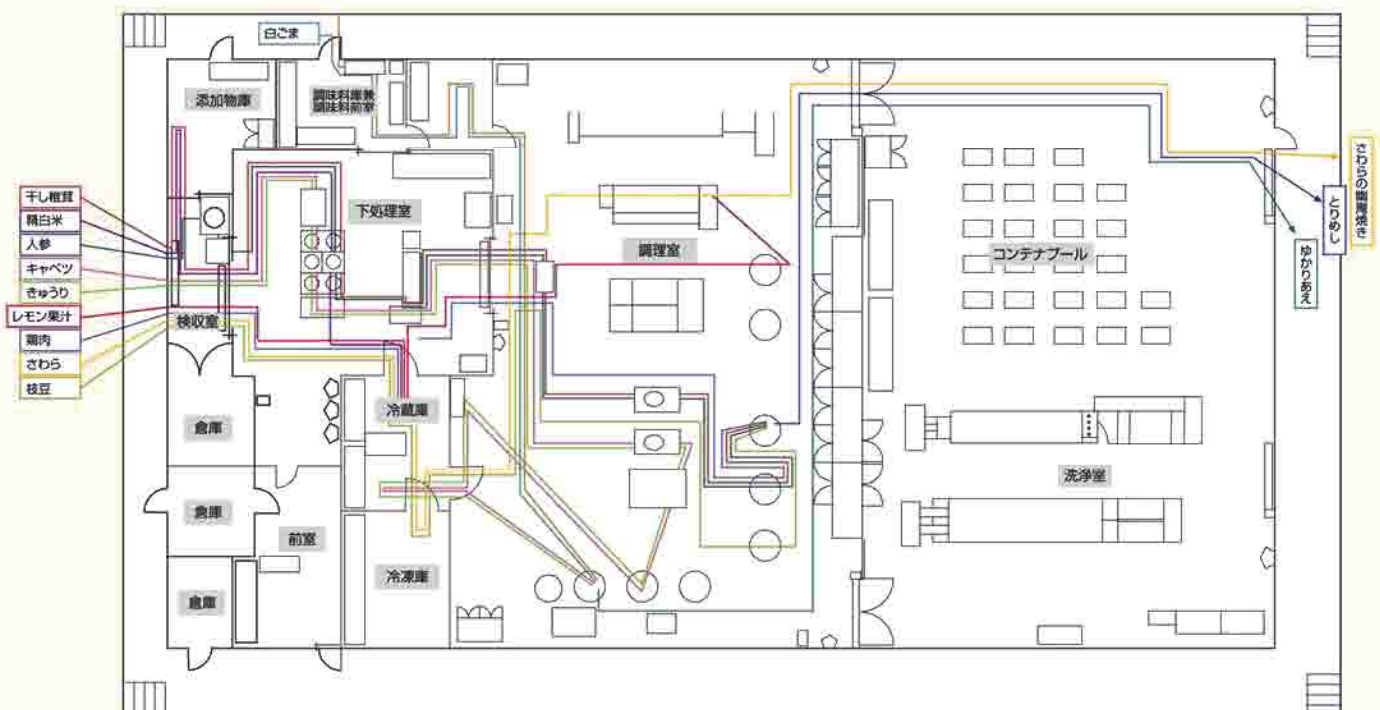 白ごま
添加物庫
調味料庫兼
調味料前室
干し椎茸
精白米
人参
キャベツ
きゅうり
レモン果汁
鶏肉
さわら
枝豆
検収室
下処理室
調理室
コンテナプール
さわらの幽庵焼き
とりめし
ゆかりあえ
冷蔵庫
倉庫
倉庫
前室
冷凍庫
倉庫
洗浄室